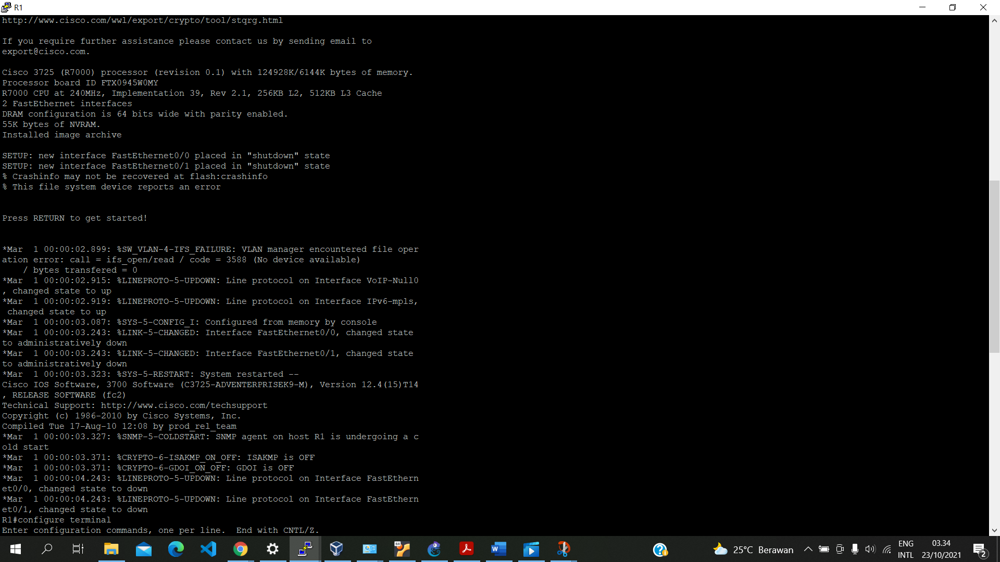 R1
http://www.cisco.com/wwl/export/crypto/tool/stqrg.html
If you require further assistance please contact us by sending email to
export@cisco.com.
Cisco 3725 (R7000) processor (revision 0.1) with 124928K/6144K bytes of memory.
Processor board ID FTX0945W0MY
R7000 CPU at 240MHz, Implementation 39, Rev 2.1, 256KB L2, 512KB L3 Cache
2 FastEthernet interfaces
DRAM configuration is 64 bits wide with parity enabled.
55K bytes of NVRAM.
Installed image archive
SETUP: new interface FastEthernet0/0 placed in "shutdown" state
SETUP: new interface FastEthernet0/1 placed in "shutdown" state
% Crashinfo may not be recovered at flash:crashinfo
% This file system device reports an error
Press RETURN to get started!
*Mar  1 00:00:02.899: %SW_VLAN-4-IFS_FAILURE: VLAN manager encountered file oper
ation error: call = ifs_open/read / code = 3588 (No device available)
    / bytes transfered = 0
*Mar  1 00:00:02.915: %LINEPROTO-5-UPDOWN: Line protocol on Interface VoIP-Null0
, changed state to up
*Mar  1 00:00:02.919: %LINEPROTO-5-UPDOWN: Line protocol on Interface IPv6-mpls,
 changed state to up
*Mar  1 00:00:03.087: %SYS-5-CONFIG_I: Configured from memory by console
*Mar  1 00:00:03.243: %LINK-5-CHANGED: Interface FastEthernet0/0, changed state
to administratively down
*Mar  1 00:00:03.243: %LINK-5-CHANGED: Interface FastEthernet0/1, changed state
to administratively down
*Mar  1 00:00:03.323: %SYS-5-RESTART: System restarted --
Cisco IOS Software, 3700 Software (C3725-ADVENTERPRISEK9-M), Version 12.4(15)T14
, RELEASE SOFTWARE (fc2)
Technical Support: http://www.cisco.com/techsupport
Copyright (c) 1986-2010 by Cisco Systems, Inc.
Compiled Tue 17-Aug-10 12:08 by prod_rel_team
*Mar  1 00:00:03.327: %SNMP-5-COLDSTART: SNMP agent on host R1 is undergoing a c
old start
*Mar  1 00:00:03.371: %CRYPTO-6-ISAKMP_ON_OFF: ISAKMP is OFF
*Mar  1 00:00:03.371: %CRYPTO-6-GDOI_ON_OFF: GDOI is OFF
*Mar  1 00:00:04.243: %LINEPROTO-5-UPDOWN: Line protocol on Interface FastEthern
et0/0, changed state to down
*Mar  1 00:00:04.243: %LINEPROTO-5-UPDOWN: Line protocol on Interface FastEthern
et0/1, changed state to down
R1#configure terminal
Enter configuration commands, one per line.  End with CNTL/Z.
25°C Berawan
ENG
INTL
03.34
23/10/2021
2
64